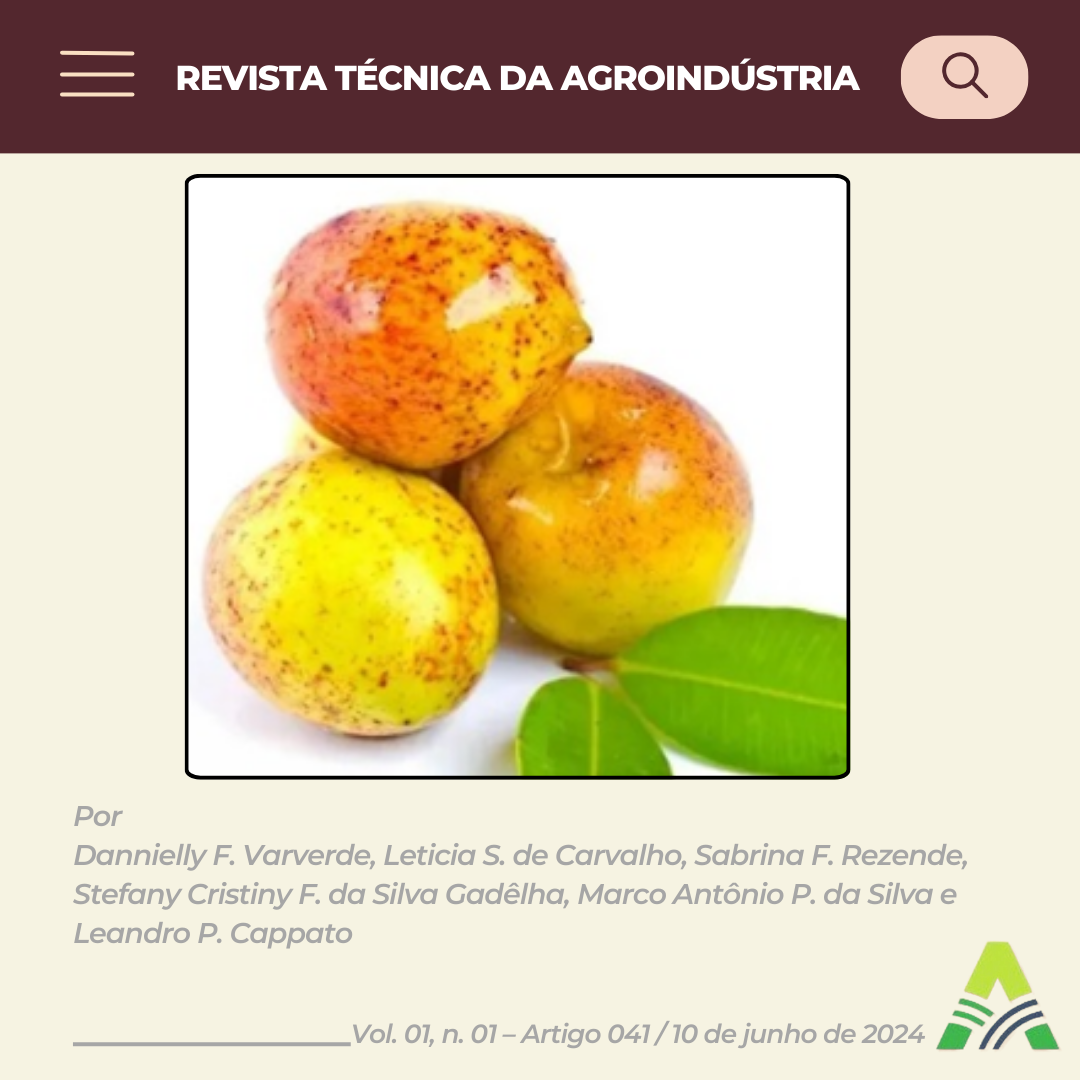 REVISTA TÉCNICA DA AGROINDÚSTRIA
Por
Dannielly F. Varverde, Leticia S. de Carvalho, Sabrina F. Rezende,
Stefany Cristiny F. da Silva Gadêlha, Marco Antônio P. da Silva e
Leandro P. Cappato
Vol. 01, n. 01 – Artigo 041 / 10 de junho de 2024